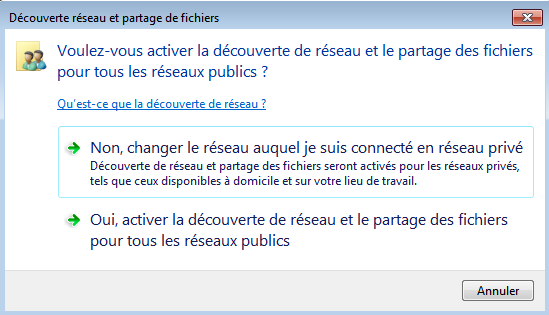 Découverte réseau et partage de fichiers
Voulez-vous activer la découverte de réseau et le partage des fichiers
pour tous les réseaux publics ?
Qu'est-ce que la découverte de réseau ?
Non, changer le réseau auquel je suis connecté en réseau privé
Découverte de réseau et partage des fichiers seront activés pour les réseaux privés,
tels que ceux disponibles à domicile et sur votre lieu de travail.
Oui, activer la découverte de réseau et le partage des fichiers
pour tous les réseaux publics
Annuler